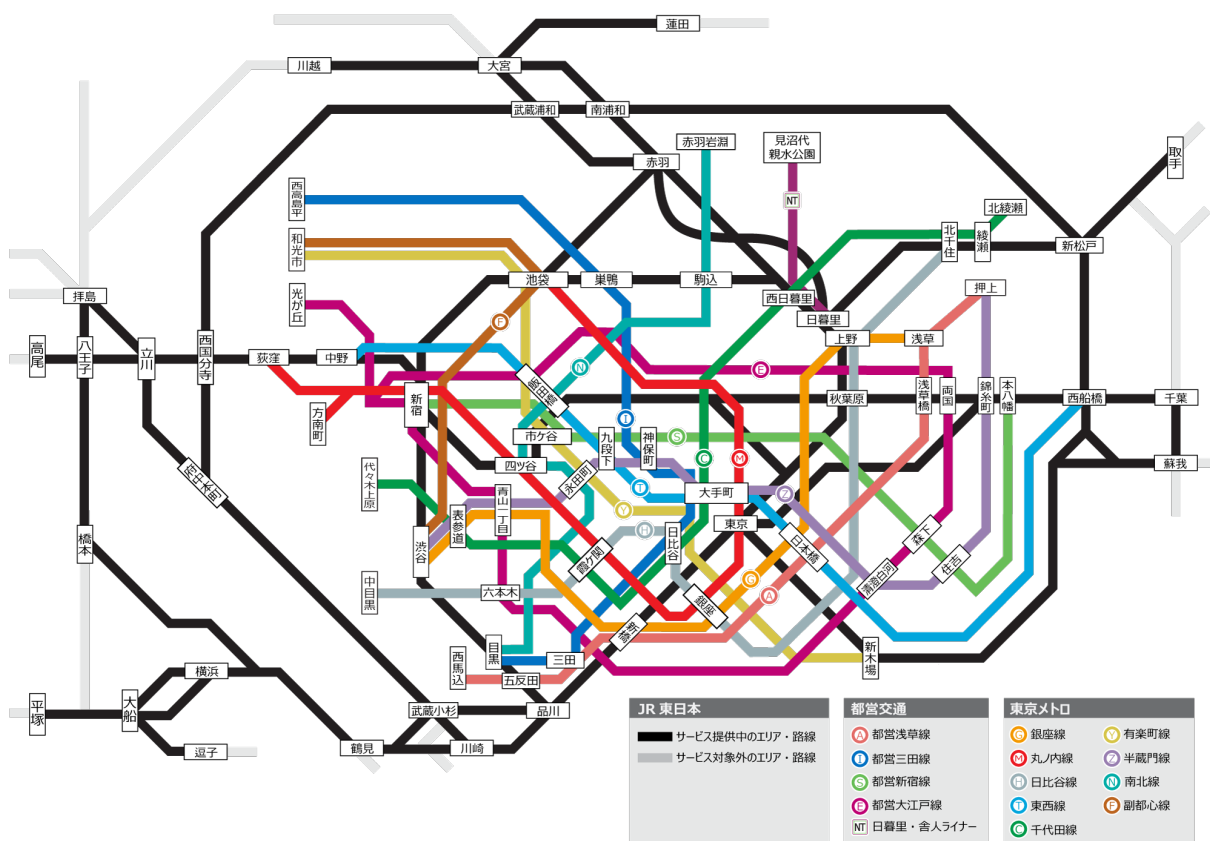 蓮田
川越
大宮
武蔵浦和
南浦和
赤羽岩淵
見沼代
親水公園
取手
赤羽
西高島平
北綾瀬
和光市
北千住
綾瀬
新松戸
NT
池袋
巣鴨
駒込
押上
光が丘
拝島
西日暮里
日暮里
F
上野
浅草
高尾
八王子
立川
西国分寺
荻窪
中野
N
E
飯田橋
新宿
秋葉原
浅草橋
両国
錦糸町
本八幡
西船橋
千葉
方南町
I
市ケ谷
九段下
神保町
S
代々木上原
四ツ谷
C
M
蘇我
府中本町
永田町
青山一丁目
T
大手町
Z
表参道
Y
東京
橋本
渋谷
霞ケ関
H
日比谷
日本橋
森下
住吉
中目黒
六本木
G
清澄白河
銀座
A
新橋
目黒
三田
新木場
西馬込
五反田
横浜
平塚
大船
武蔵小杉
品川
逗子
鶴見
川崎
JR 東日本
サービス提供中のエリア・路線
サービス対象外のエリア・路線
都営交通
A 都営浅草線
I 都営三田線
S 都営新宿線
E 都営大江戸線
NT 日暮里・舎人ライナー
東京メトロ
G 銀座線
M 丸ノ内線
H 日比谷線
T 東西線
C 千代田線
Y 有楽町線
Z 半蔵門線
N 南北線
F 副都心線